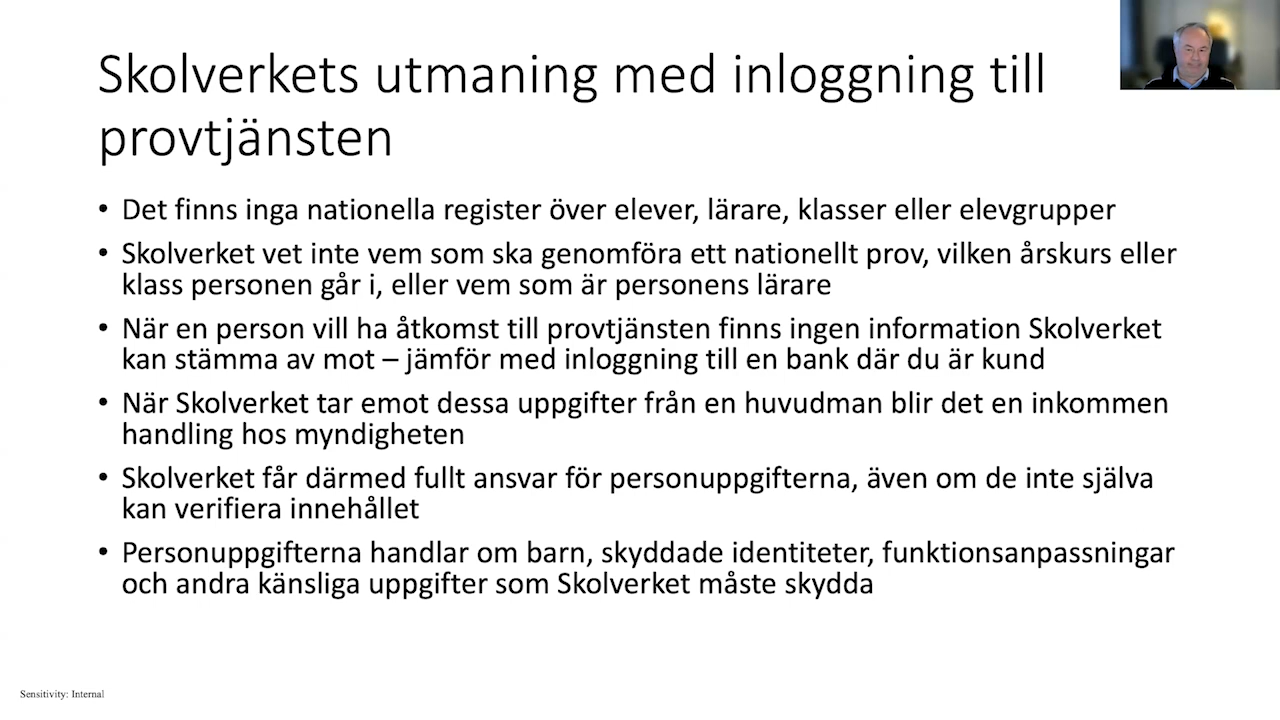 Skolverkets utmaning med inloggning till
provtjänsten
• Det finns inga nationella register över elever, lärare, klasser eller elevgrupper
• Skolverket vet inte vem som ska genomföra ett nationellt prov, vilken årskurs eller
klass personen går i, eller vem som är personens lärare
• När en person vill ha åtkomst till provtjänsten finns ingen information Skolverket
kan stämma av mot – jämför med inloggning till en bank där du är kund
• När Skolverket tar emot dessa uppgifter från en huvudman blir det en inkommen
handling hos myndigheten
• Skolverket får därmed fullt ansvar för personuppgifterna, även om de inte själva
kan verifiera innehållet
• Personuppgifterna handlar om barn, skyddade identiteter, funktionsanpassningar
och andra känsliga uppgifter som Skolverket måste skydda
Sensitivity: Internal